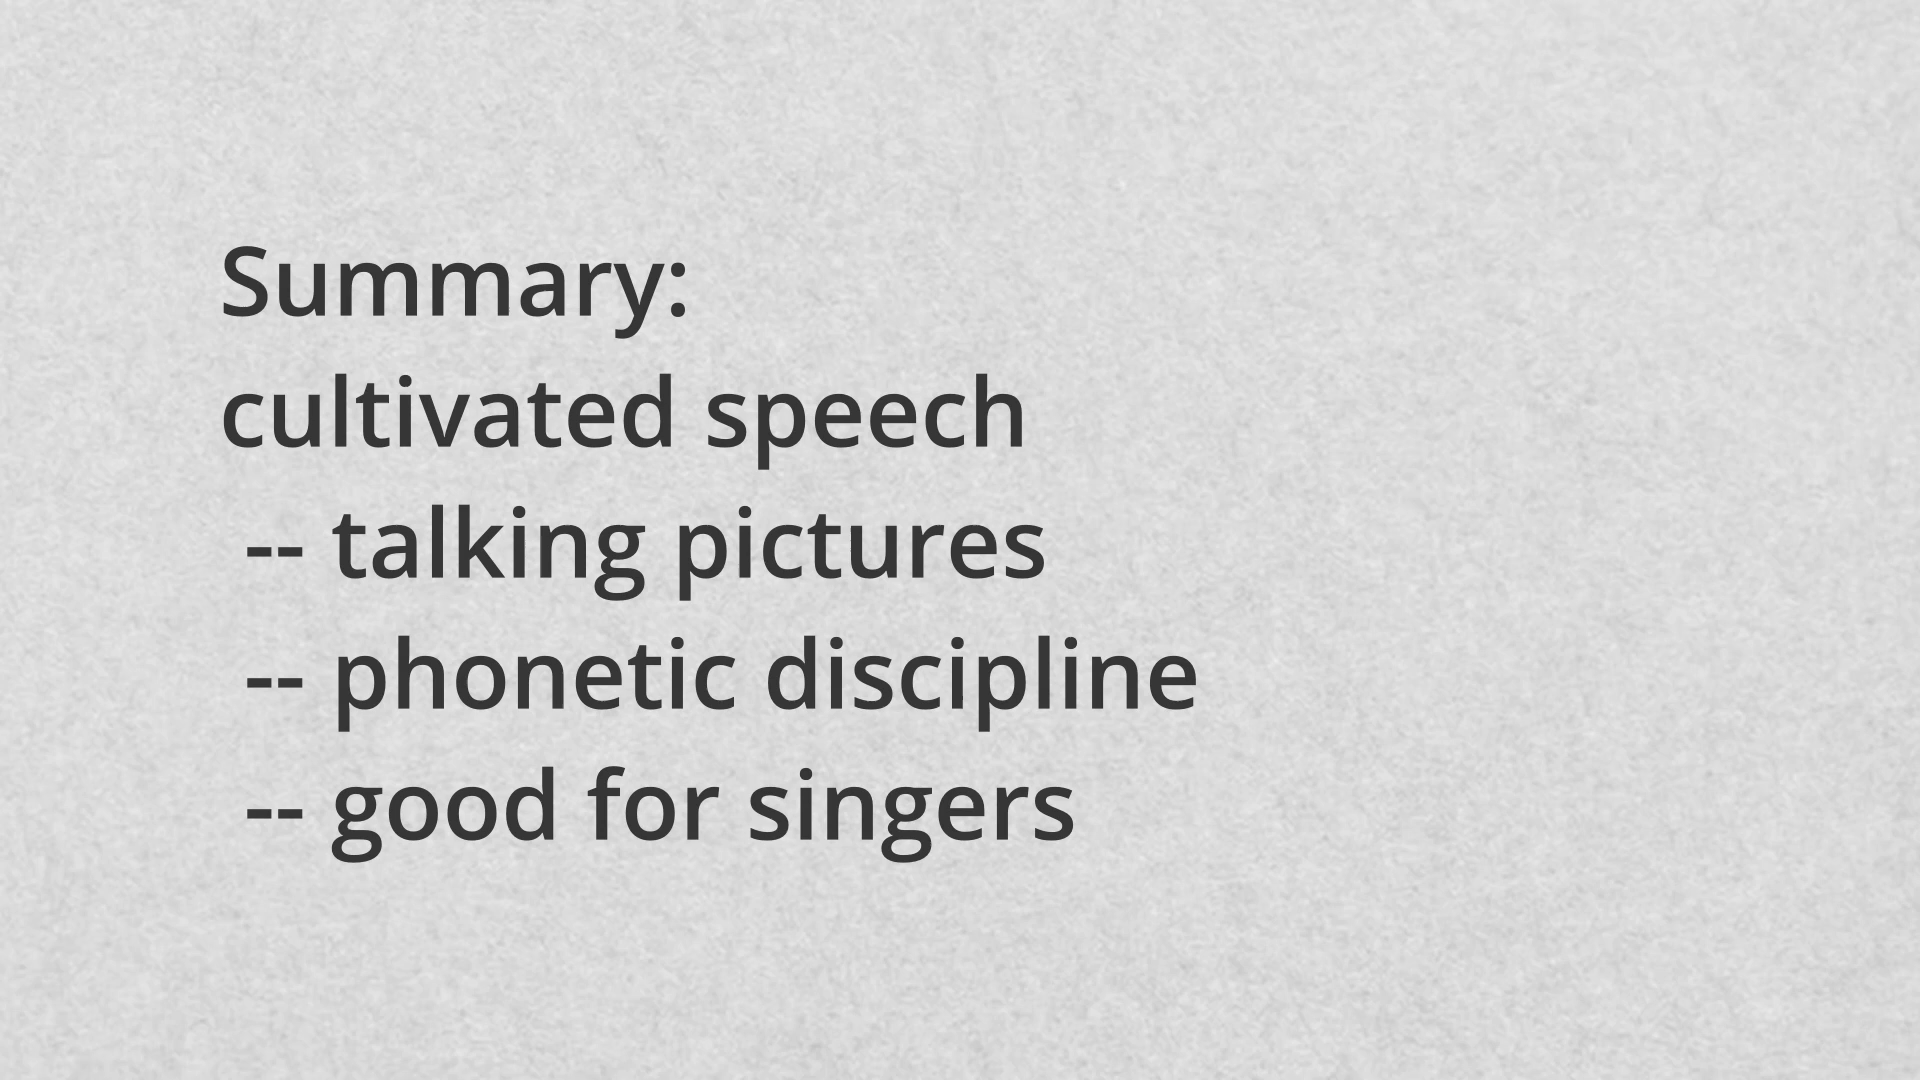 Summary:
cultivated speech
-- talking pictures
-- phonetic discipline
-- good for singers